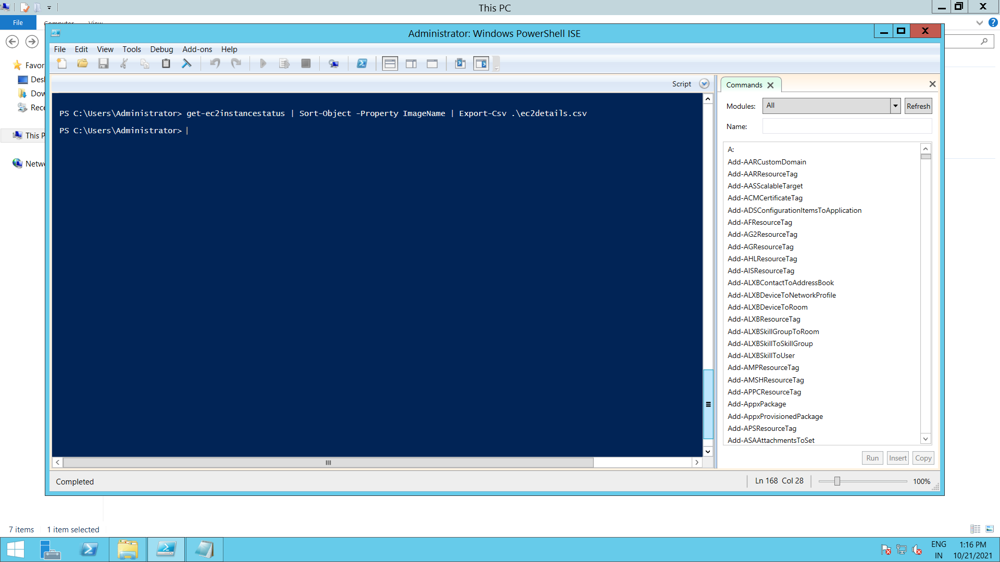 This PC
File
Computer
View
Administrator: Windows PowerShell ISE
File Edit View Tools Debug Add-ons Help
Script
Commands
Modules: All Refresh
Name:
PS C:\Users\Administrator> get-ec2instancestatus | Sort-Object -Property ImageName | Export-Csv .\ec2details.csv
PS C:\Users\Administrator>
A:
Add-AARCustomDomain
Add-AARResourceTag
Add-AASScalableTarget
Add-ACMCertificateTag
Add-ADSConfigurationItemsToApplication
Add-AFResourceTag
Add-AG2ResourceTag
Add-AGResourceTag
Add-AHLResourceTag
Add-AISResourceTag
Add-ALXBContactToAddressBook
Add-ALXBDeviceToNetworkProfile
Add-ALXBDeviceToRoom
Add-ALXBResourceTag
Add-ALXBSkillGroupToRoom
Add-ALXBSkillToSkillGroup
Add-ALXBSkillToUser
Add-AMPResourceTag
Add-AMSHResourceTag
Add-APPCResourceTag
Add-AppxPackage
Add-AppxProvisionedPackage
Add-APSResourceTag
Add-ASAAttachmentsToSet
Run Insert Copy
Favor
Des
Dow
Rece
This P
Netw
Completed
Ln 168 Col 28
100%
7 items 1 item selected
ENG
IN
1:16 PM
10/21/2021